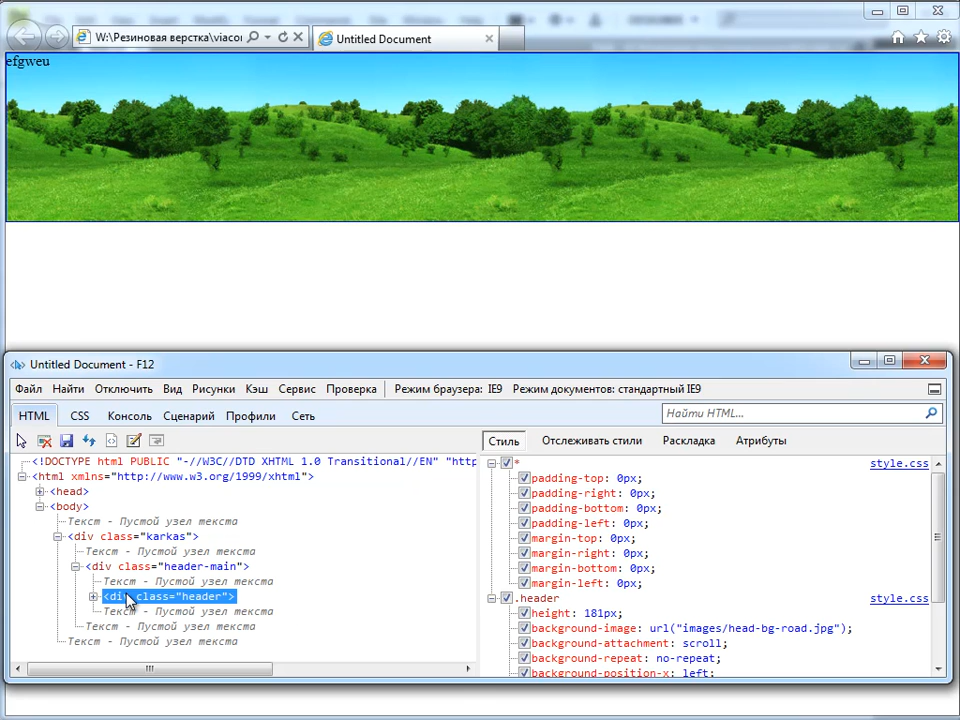 W:\Резиновая верстка\viaco
Untitled Document
efgweu
Untitled Document - F12
Файл Найти Отключить Вид Рисунки Кэш Сервис Проверка Режим браузера: IE9 Режим документов: стандартный IE9
HTML CSS Консоль Сценарий Профили Сеть
Найти HTML...
Стиль Отслеживать стили Раскладка Атрибуты
<!DOCTYPE html PUBLIC "-//W3C//DTD XHTML 1.0 Transitional//EN" "http
<html xmlns="http://www.w3.org/1999/xhtml">
<head>
<body>
Текст - Пустой узел текста
<div class="karkas">
Текст - Пустой узел текста
<div class="header-main">
Текст - Пустой узел текста
<div class="header">
Текст - Пустой узел текста
Текст - Пустой узел текста
Текст - Пустой узел текста
* style.css
padding-top: 0px;
padding-right: 0px;
padding-bottom: 0px;
padding-left: 0px;
margin-top: 0px;
margin-right: 0px;
margin-bottom: 0px;
margin-left: 0px;
.header style.css
height: 181px;
background-image: url("images/head-bg-road.jpg");
background-attachment: scroll;
background-repeat: no-repeat;
background-position-x: left;